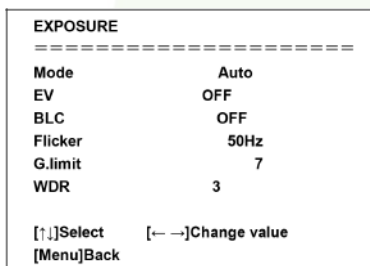 EXPOSURE
======================
Mode Auto
EV OFF
BLC OFF
Flicker 50Hz
G.limit 7
WDR 3
[↑↓]Select [← →]Change value
[Menu]Back